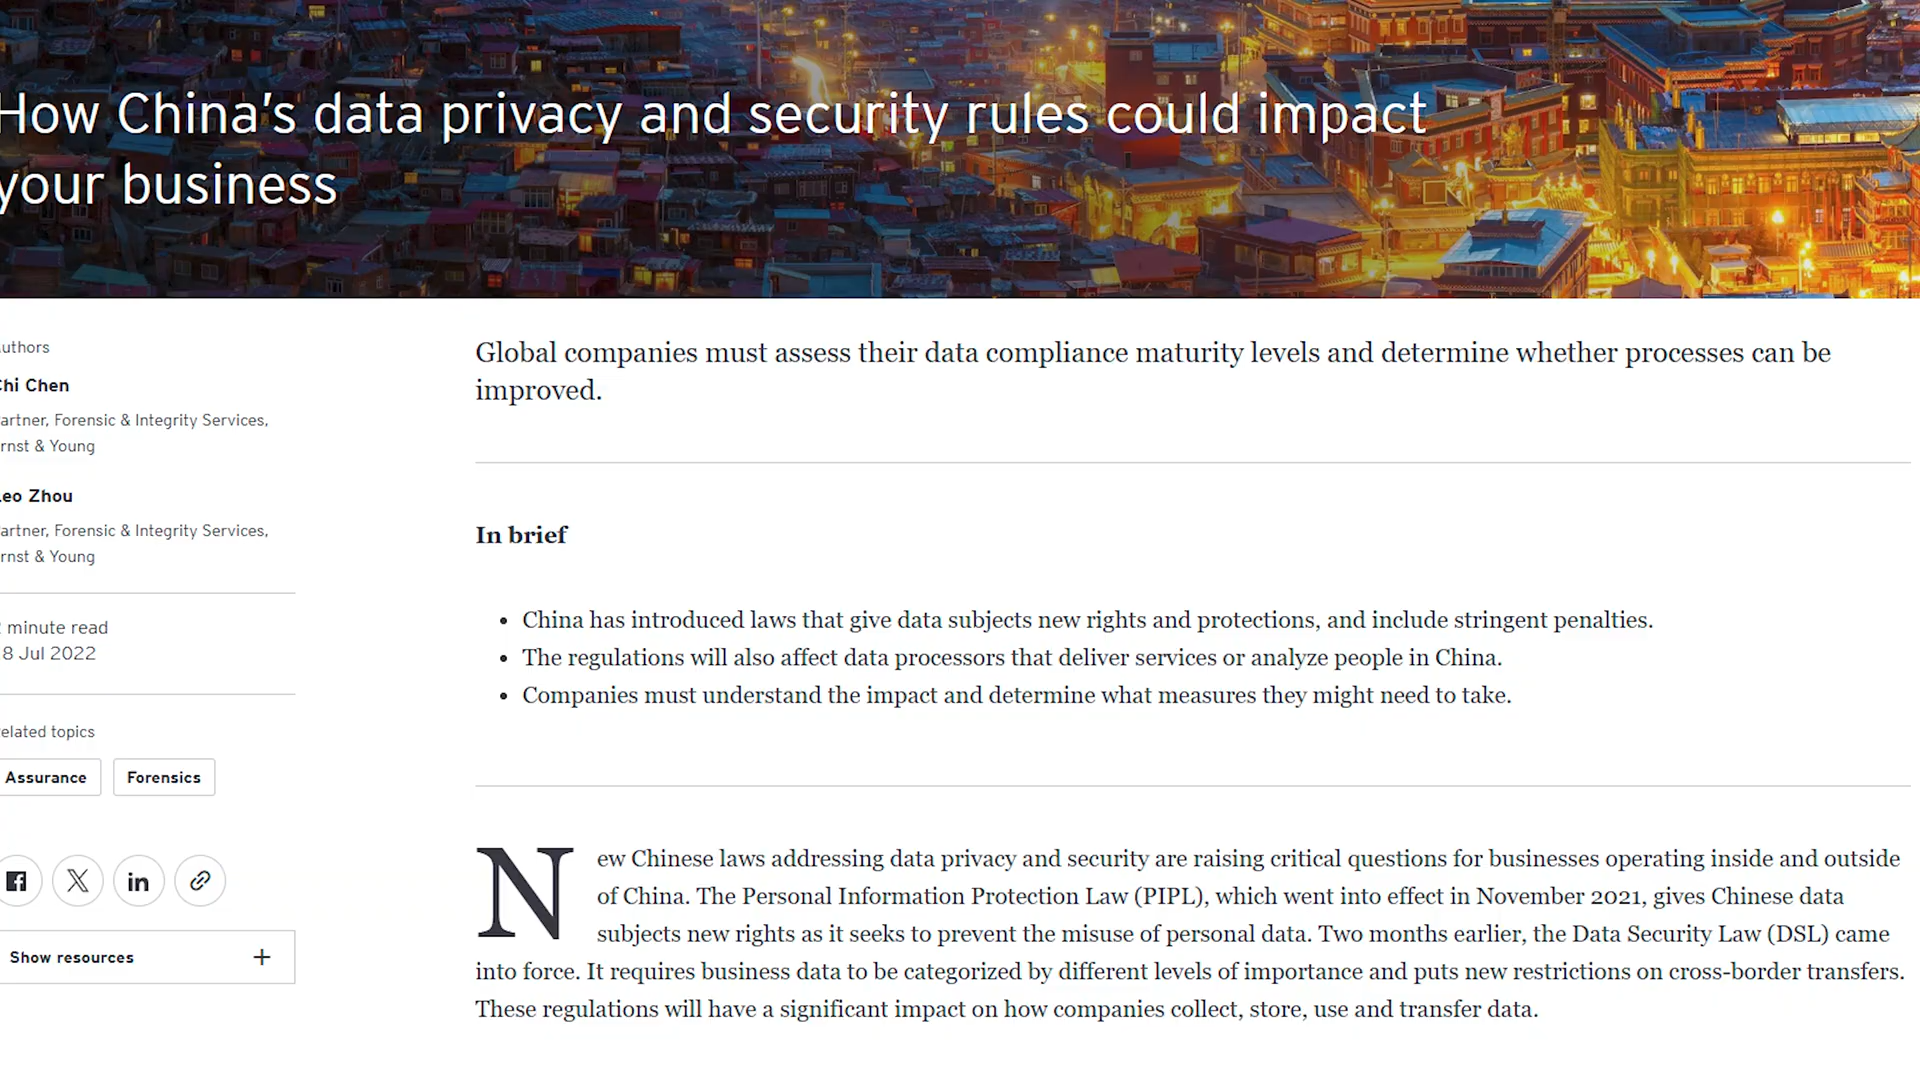 How China's data privacy and security rules could impact
your business
uthors
Chi Chen
artner, Forensic & Integrity Services,
rnst & Young
Leo Zhou
artner, Forensic & Integrity Services,
rnst & Young
minute read
8 Jul 2022
elated topics
Assurance
Forensics
Show resources
Global companies must assess their data compliance maturity levels and determine whether processes can be
improved.
In brief
• China has introduced laws that give data subjects new rights and protections, and include stringent penalties.
• The regulations will also affect data processors that deliver services or analyze people in China.
• Companies must understand the impact and determine what measures they might need to take.
New Chinese laws addressing data privacy and security are raising critical questions for businesses operating inside and outside
of China. The Personal Information Protection Law (PIPL), which went into effect in November 2021, gives Chinese data
subjects new rights as it seeks to prevent the misuse of personal data. Two months earlier, the Data Security Law (DSL) came
into force. It requires business data to be categorized by different levels of importance and puts new restrictions on cross-border transfers.
These regulations will have a significant impact on how companies collect, store, use and transfer data.